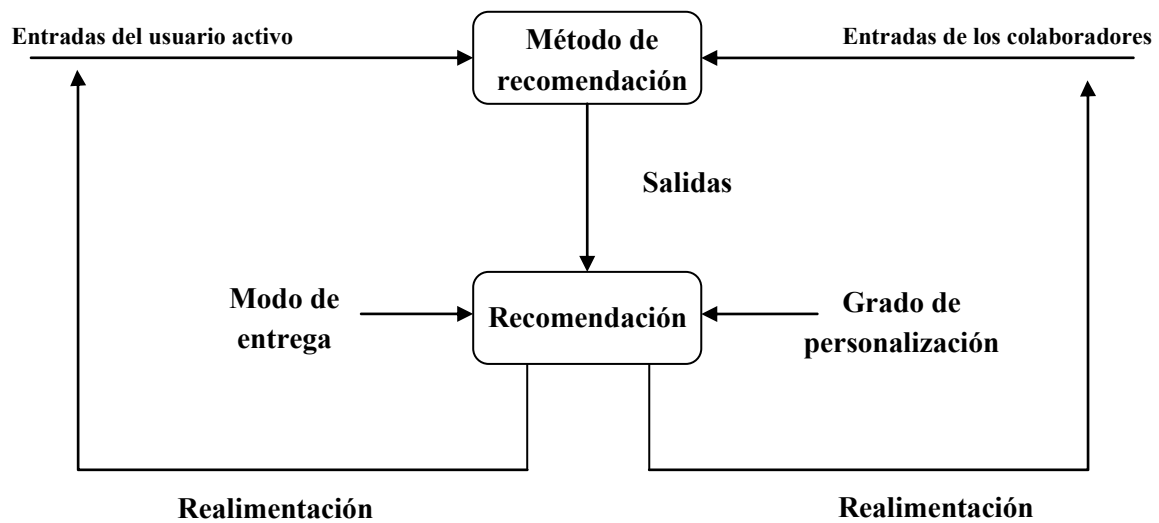 Entradas del usuario activo
Método de
recomendación
Entradas de los colaboradores
Salidas
Modo de
entrega
Recomendación
Grado de
personalización
Realimentación
Realimentación